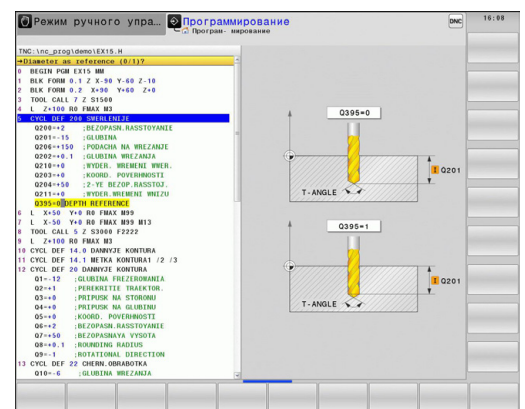 Режим ручного упра…
Программирование
Програм- мирование
DNC
16:08
TNC:\nc_prog\demo\EX15.H
→Diameter as reference (0/1)?
0 BEGIN PGM EX15 MM
1 BLK FORM 0.1 Z X-90 Y-60 Z-10
2 BLK FORM 0.2 X+90 Y+60 Z+0
3 TOOL CALL 7 Z S1500
4 L Z+100 R0 FMAX M3
5 CYCL DEF 200 SWERLENIJE
Q200=+2 ;BEZOPASN.RASSTOYANIE
Q201=-15 ;GLUBINA
Q206=+150 ;PODACHA NA WREZANJE
Q202=+0.1 ;GLUBINA WREZANJA
Q210=+0 ;WYDER. WREMENI WWER.
Q203=+0 ;KOORD. POVERHNOSTI
Q204=+50 ;2-YE BEZOP.RASSTOJ.
Q211=+0 ;WYDER.WREMENI WNIZU
Q395=0 DEPTH REFERENCE
6 L X+50 Y+0 R0 FMAX M99
7 L X-50 Y+0 R0 FMAX M99 M13
8 TOOL CALL 5 Z S3000 F2222
9 L Z+100 R0 FMAX M3
10 CYCL DEF 14.0 DANNYJE KONTURA
11 CYCL DEF 14.1 METKA KONTURA1 /2 /3
12 CYCL DEF 20 DANNYJE KONTURA
Q1=-12 ;GLUBINA FREZEROWANIA
Q2=+1 ;PEREKRITIE TRAEKTOR.
Q3=+0 ;PRIPUSK NA STORONU
Q4=+0 ;PRIPUSK NA GLUBINU
Q5=+0 ;KOORD. POVERHNOSTI
Q6=+2 ;BEZOPASN.RASSTOYANIE
Q7=+50 ;BEZOPASNAYA VYSOTA
Q8=+0.1 ;ROUNDING RADIUS
Q9=-1 ;ROTATIONAL DIRECTION
13 CYCL DEF 22 CHERN.OBRABOTKA
Q10=-6 ;GLUBINA WREZANJA
Q395=0
I Q201
T-ANGLE
Q395=1
I Q201
T-ANGLE